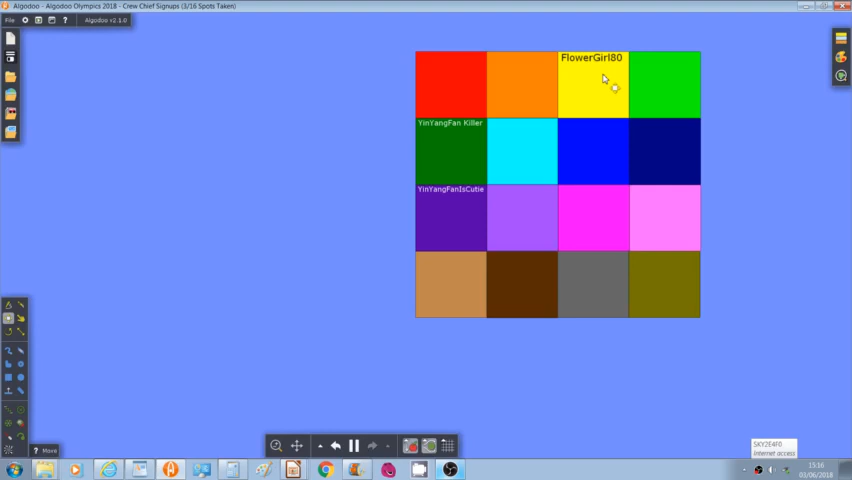 Algodoo - Algodoo Olympics 2018 - Crew Chief Signups (3/16 Spots Taken)
File
Algodoo v2.1.0
FlowerGirl80
YinYangFan Killer
YinYangFanIsCutie
? Move
SKY2E4F0
Internet access
15:16
03/06/2018